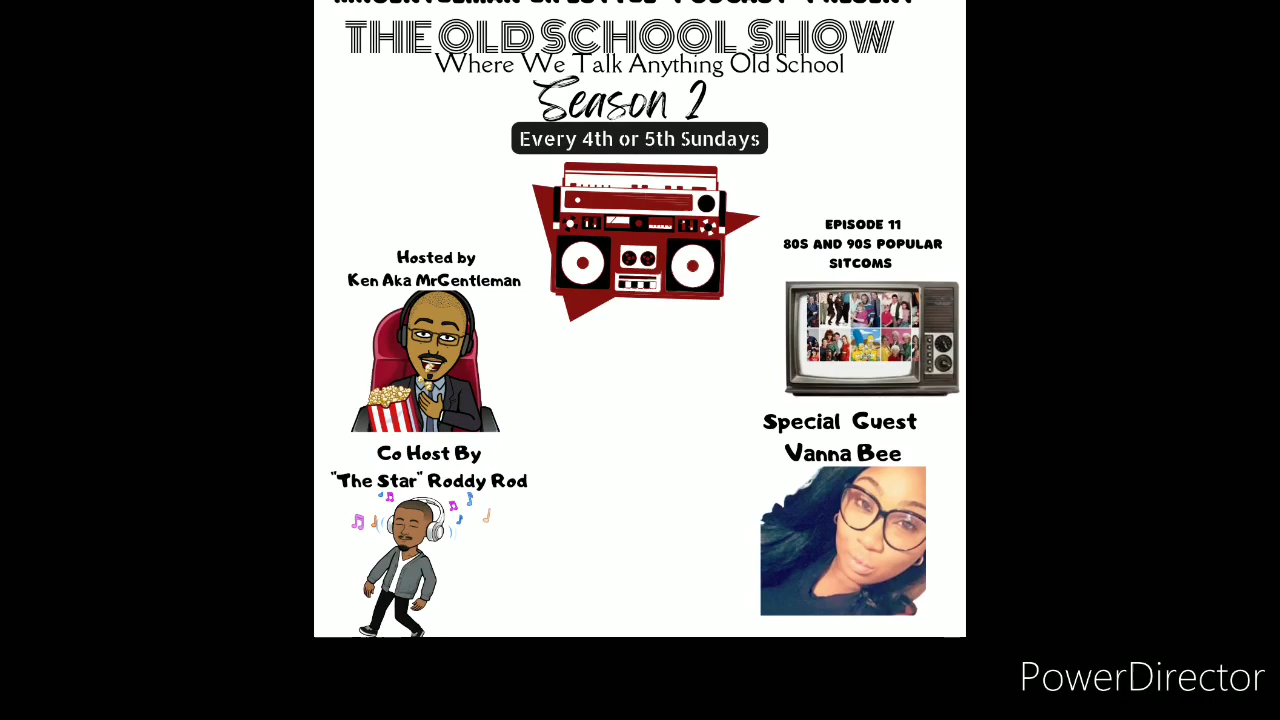 THE OLD SCHOOL SHOW
Where We Talk Anything Old School
Season 2
Every 4th or 5th Sundays
EPISODE 11
80S AND 90S POPULAR
SITCOMS
Hosted by
Ken Aka MrGentleman
Special Guest
Vanna Bee
Co Host By
"The Star" Roddy Rod
PowerDirector